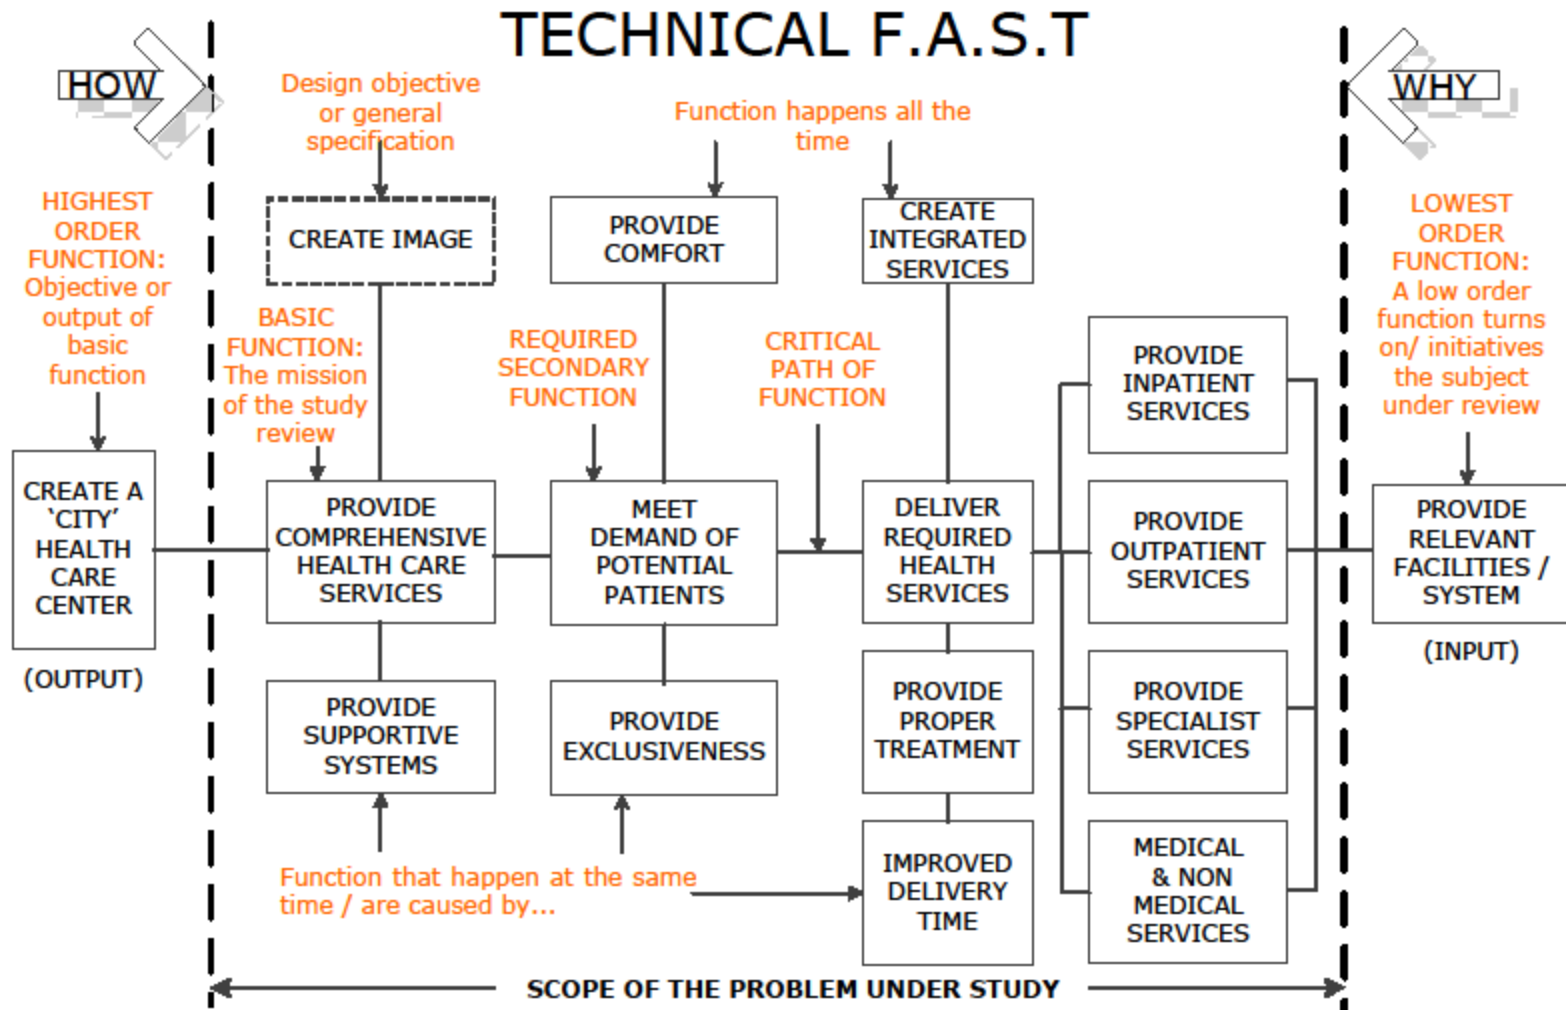 TECHNICAL F.A.S.T
HOW
WHY
Design objective
or general
specification
Function happens all the
time
HIGHEST
ORDER
FUNCTION:
Objective or
output of
basic
function
CREATE IMAGE
PROVIDE
COMFORT
CREATE
INTEGRATED
SERVICES
LOWEST
ORDER
FUNCTION:
A low order
function turns
on/ initiatives
the subject
under review
BASIC
FUNCTION:
The mission
of the study
review
REQUIRED
SECONDARY
FUNCTION
CRITICAL
PATH OF
FUNCTION
PROVIDE
INPATIENT
SERVICES
CREATE A
‘CITY’
HEALTH
CARE
CENTER
(OUTPUT)
PROVIDE
COMPREHENSIVE
HEALTH CARE
SERVICES
MEET
DEMAND OF
POTENTIAL
PATIENTS
DELIVER
REQUIRED
HEALTH
SERVICES
PROVIDE
OUTPATIENT
SERVICES
PROVIDE
RELEVANT
FACILITIES /
SYSTEM
(INPUT)
PROVIDE
SUPPORTIVE
SYSTEMS
PROVIDE
EXCLUSIVENESS
PROVIDE
PROPER
TREATMENT
PROVIDE
SPECIALIST
SERVICES
Function that happen at the same
time / are caused by...
IMPROVED
DELIVERY
TIME
MEDICAL
& NON
MEDICAL
SERVICES
SCOPE OF THE PROBLEM UNDER STUDY